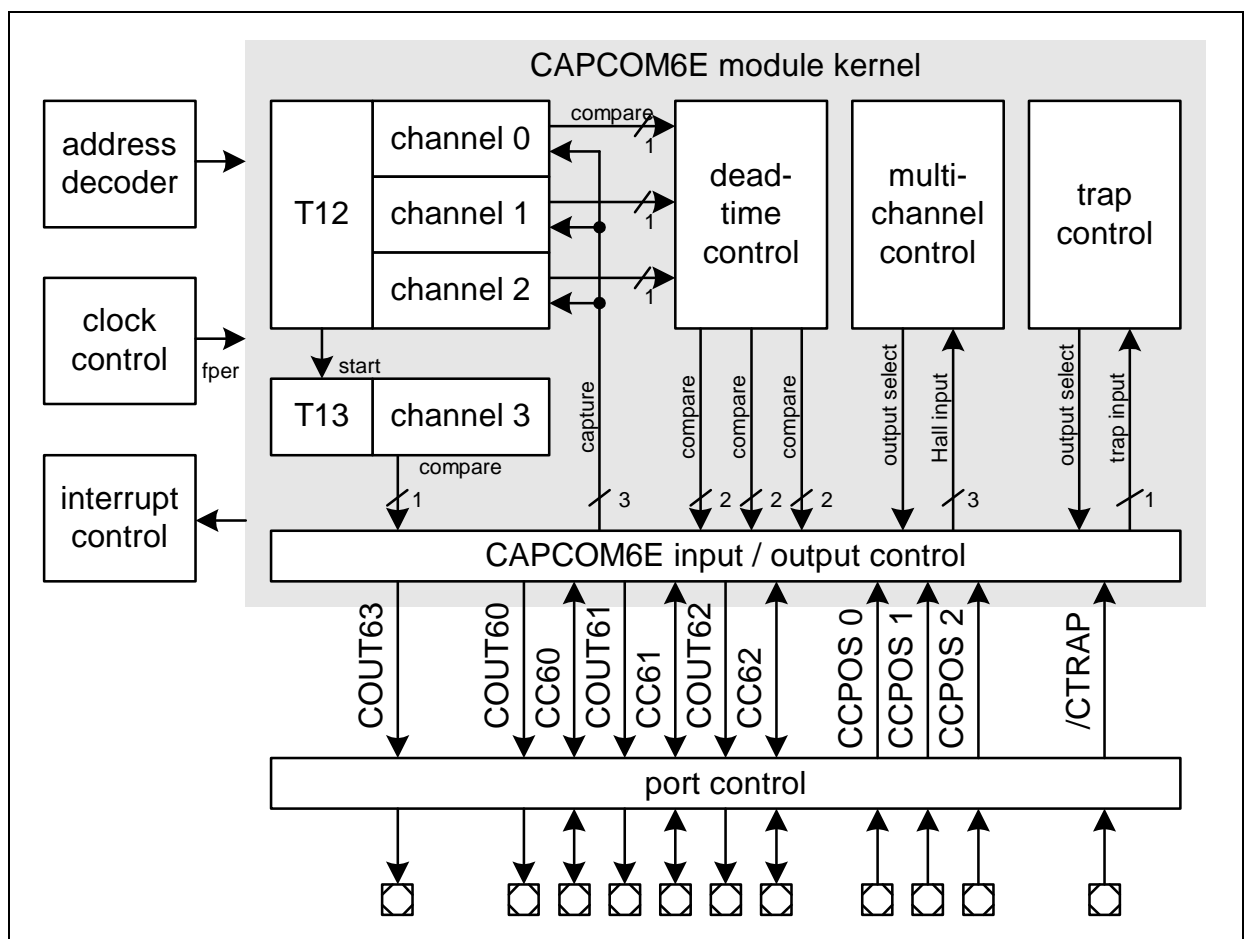 CAPCOM6E module kernel
address
decoder
clock
control
fper
interrupt
control
T12
channel 0
channel 1
channel 2
compare
1
1
1
dead-
time
control
multi-
channel
control
trap
control
start
T13
channel 3
compare
1
capture
3
compare
2
compare
2
compare
2
output select
Hall input
3
output select
trap input
1
CAPCOM6E input / output control
COUT63
COUT60
CC60
COUT61
CC61
COUT62
CC62
CCPOS 0
CCPOS 1
CCPOS 2
/CTRAP
port control